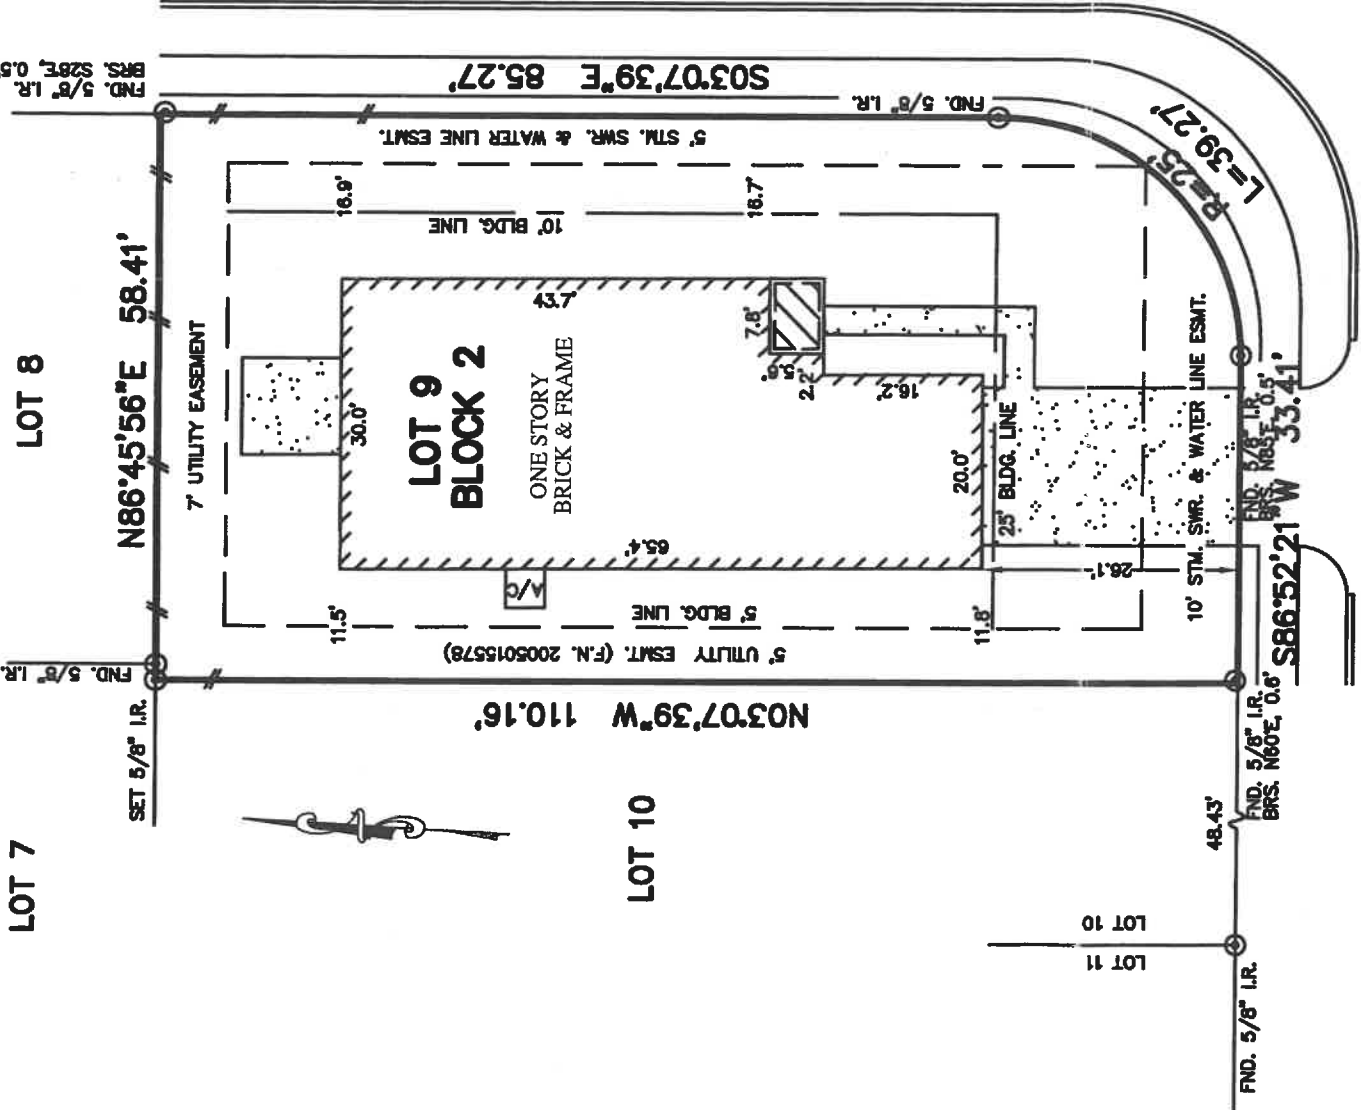 FND. 5/8" I.R.
BRS. S28'E, 0.5
S03°07'39"E 85.27'
FND. 5/8" I.R.
5' STM. SWR. & WATER LINE ESMT.
L=39.27'
R=25'
16.9'
16.7'
10' BLDG. LINE
LOT 8
N86°45'56"E 58.41'
7' UTILITY EASEMENT
43.7'
7.8'
5.6'
2.2'
16.2'
30.0'
LOT 9
BLOCK 2
ONE STORY
BRICK & FRAME
20.0'
25' BLDG. LINE
65.4'
A/C
26.1'
10' STM. SWR. & WATER LINE ESMT.
FND. 5/8" I.R.
BRS. N85'E, 0.5'
S86°52'21"W 33.41'
11.5'
11.8'
5' BLDG. LINE
5' UTILITY ESMT. (F.N. 2005015578)
FND. 5/8" I.R.
SET 5/8" I.R.
N03°07'39"W 110.16'
FND. 5/8" I.R.
BRS. N60'E, 0.6'
48.43'
LOT 7
LOT 10
LOT 10
LOT 11
FND. 5/8" I.R.